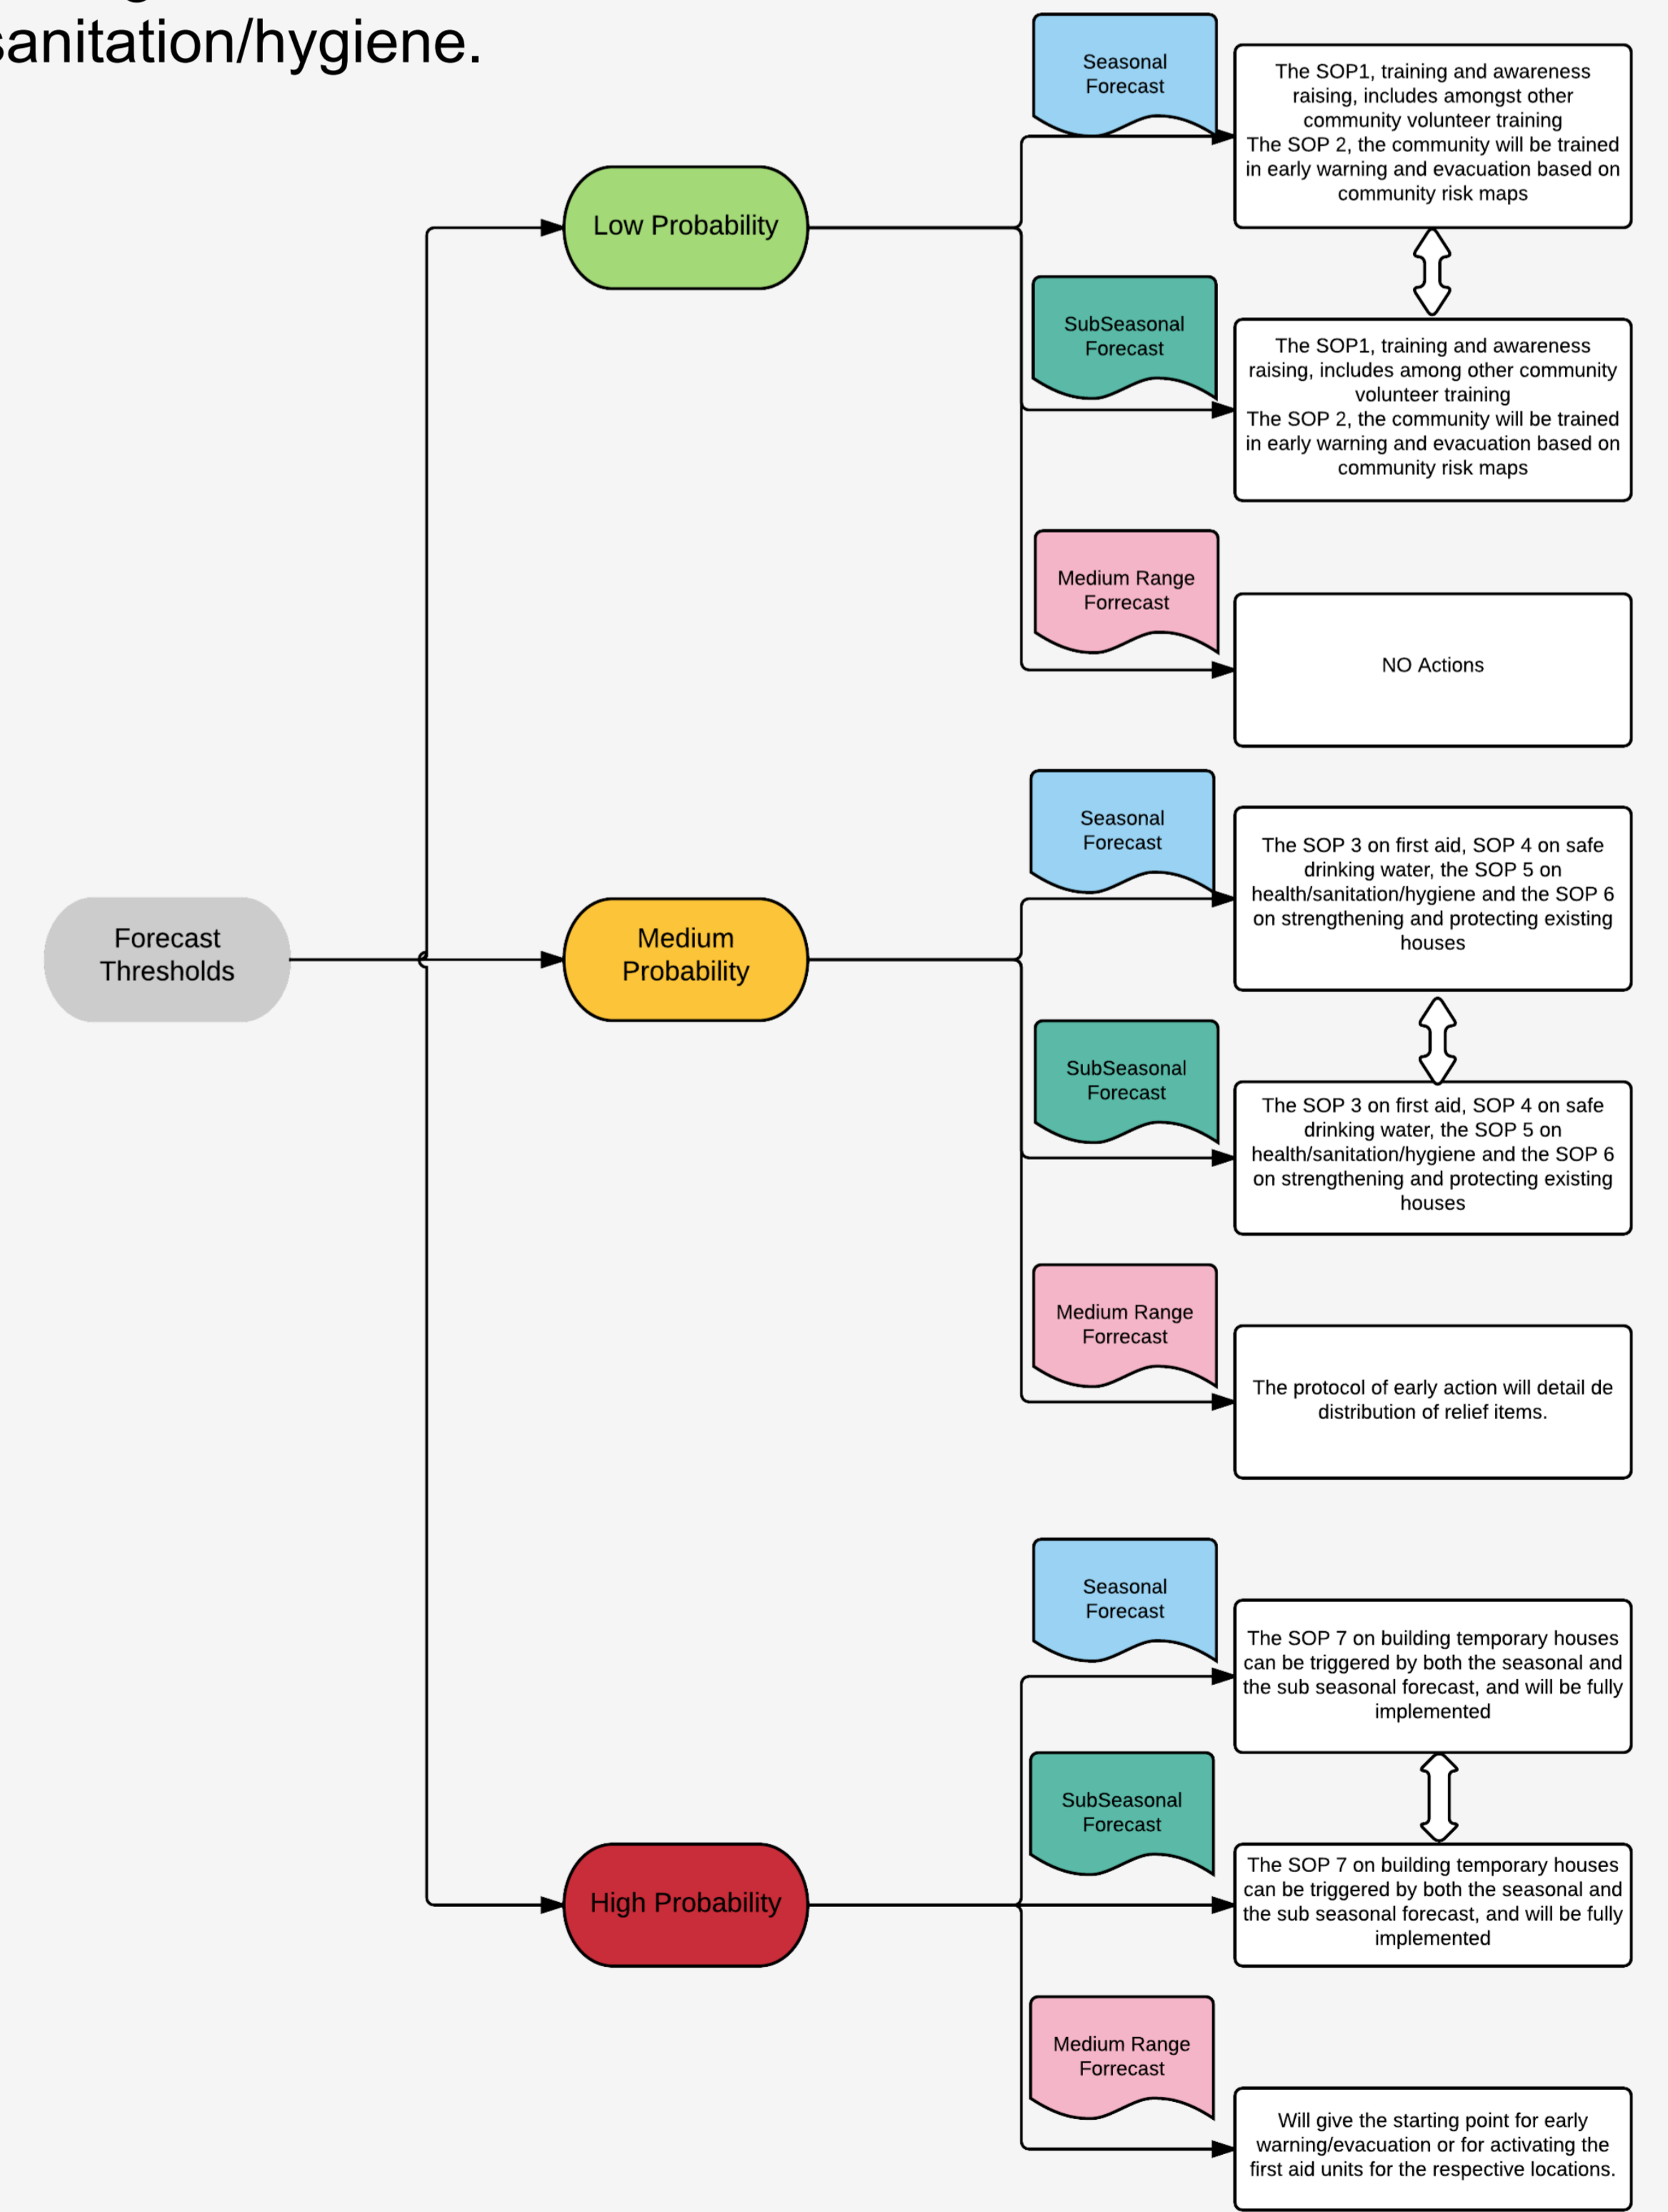 sanitation/hygiene.
Forecast
Thresholds
Low Probability
Seasonal
Forecast
The SOP1, training and awareness
raising, includes amongst other
community volunteer training
The SOP 2, the community will be trained
in early warning and evacuation based on
community risk maps
SubSeasonal
Forecast
The SOP1, training and awareness
raising, includes among other community
volunteer training
The SOP 2, the community will be trained
in early warning and evacuation based on
community risk maps
Medium Range
Forrecast
NO Actions
Medium
Probability
Seasonal
Forecast
The SOP 3 on first aid, SOP 4 on safe
drinking water, the SOP 5 on
health/sanitation/hygiene and the SOP 6
on strengthening and protecting existing
houses
SubSeasonal
Forecast
The SOP 3 on first aid, SOP 4 on safe
drinking water, the SOP 5 on
health/sanitation/hygiene and the SOP 6
on strengthening and protecting existing
houses
Medium Range
Forrecast
The protocol of early action will detail de
distribution of relief items.
High Probability
Seasonal
Forecast
The SOP 7 on building temporary houses
can be triggered by both the seasonal and
the sub seasonal forecast, and will be fully
implemented
SubSeasonal
Forecast
The SOP 7 on building temporary houses
can be triggered by both the seasonal and
the sub seasonal forecast, and will be fully
implemented
Medium Range
Forrecast
Will give the starting point for early
warning/evacuation or for activating the
first aid units for the respective locations.